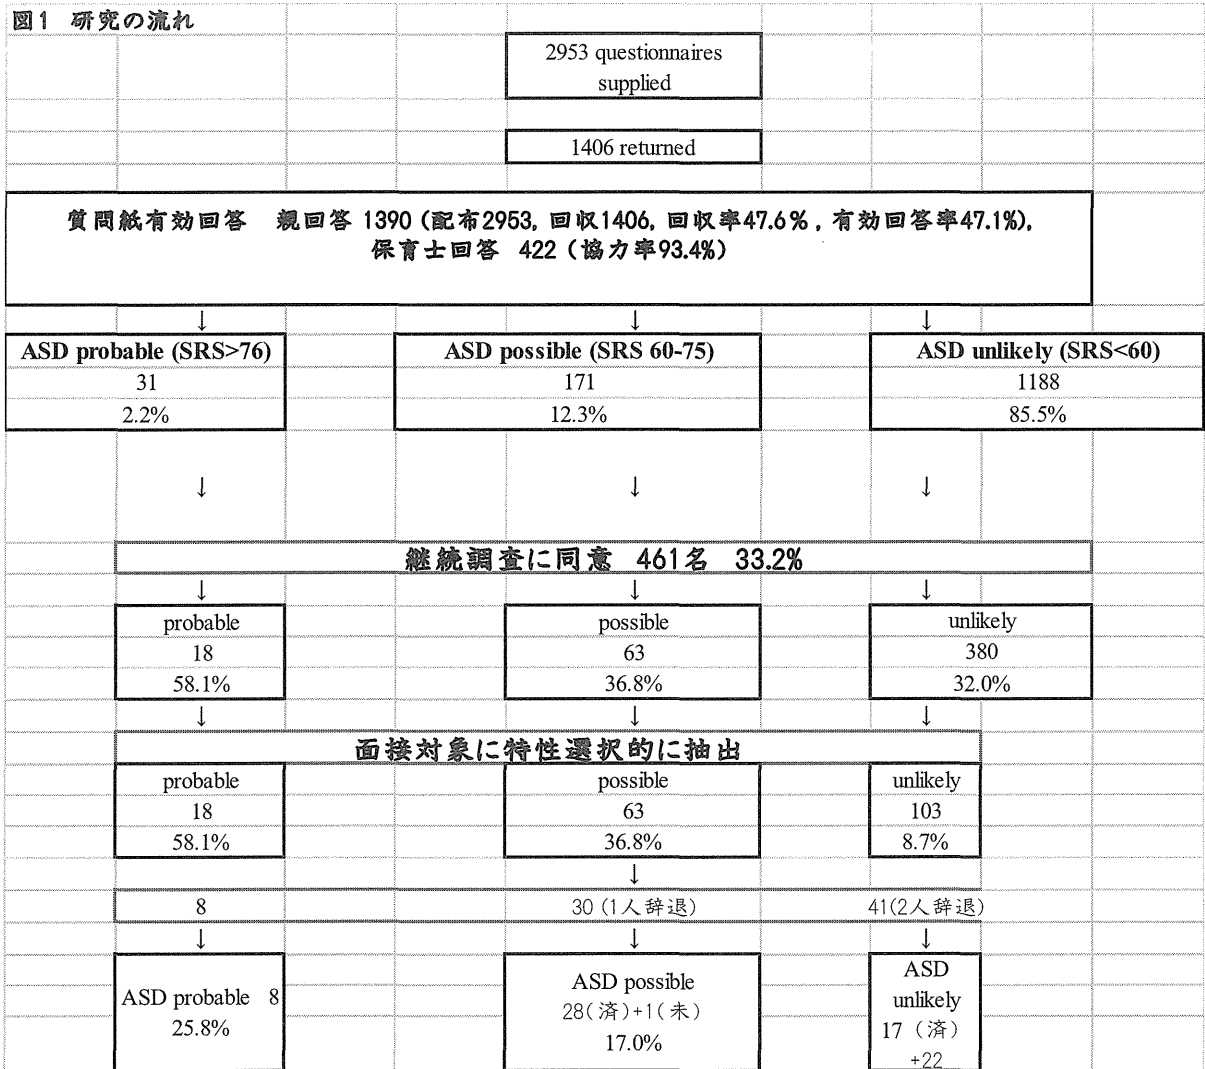 図1 研究の流れ
2953 questionnaires
supplied
1406 returned
質問紙有効回答 親回答 1390 (配布2953, 回収1406, 回収率47.6%, 有効回答率47.1%),
保育士回答 422 (協力率93.4%)
↓ ↓ ↓
ASD probable (SRS>76) ASD possible (SRS 60-75) ASD unlikely (SRS<60)
31 171 1188
2.2% 12.3% 85.5%
↓ ↓ ↓
継続調査に同意 461名 33.2%
↓ ↓ ↓
probable possible unlikely
18 63 380
58.1% 36.8% 32.0%
↓ ↓ ↓
面接対象に特性選択的に抽出
probable possible unlikely
18 63 103
58.1% 36.8% 8.7%
↓
8 30 (1人辞退) 41(2人辞退)
↓ ↓ ↓
ASD probable 8
25.8%
ASD possible
28(済)+1(未)
17.0%
ASD
unlikely
17 (済)
+22